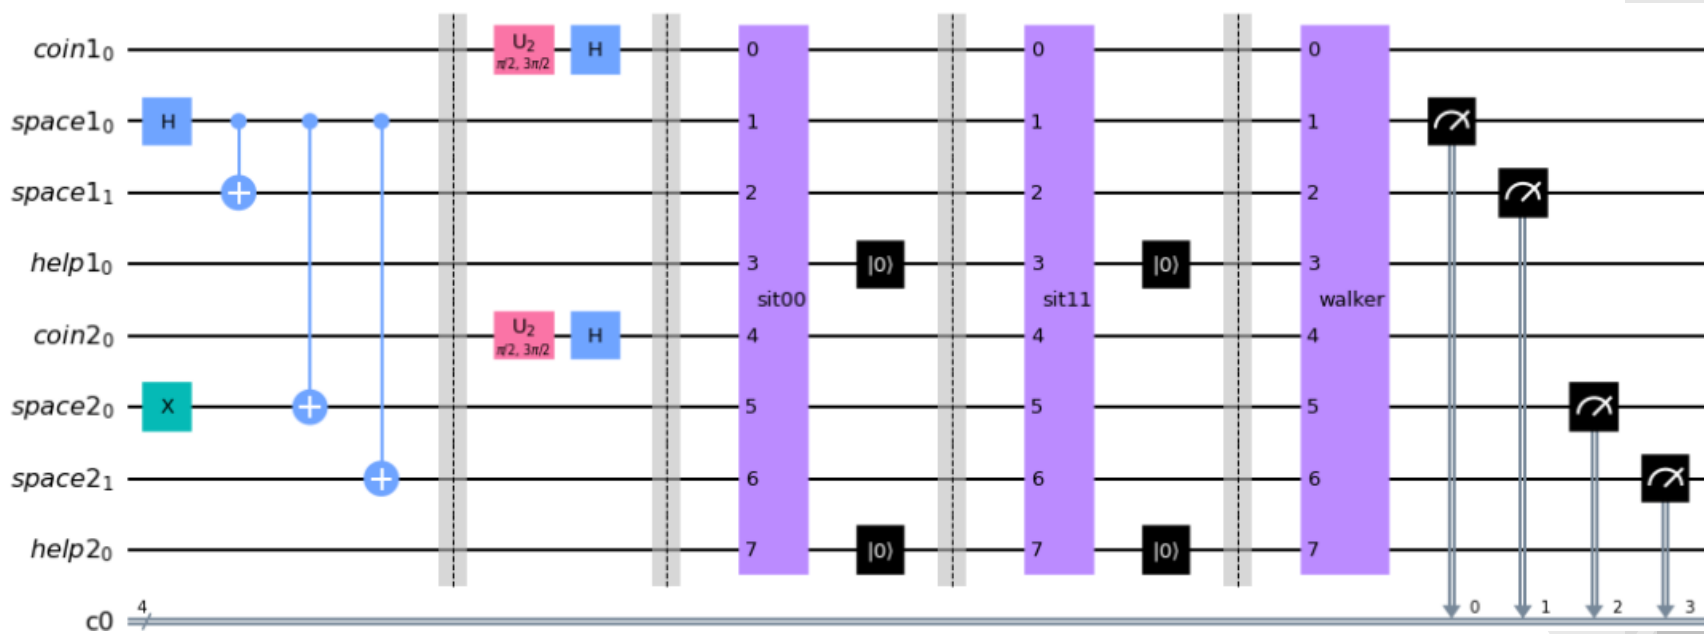 coin1₀ U₂ π/2, 3π/2 H 0 0 0
space1₀ H 1 1 1
space1₁ 2 2 2
help1₀ 3 |0⟩ 3 |0⟩ 3
sit00 sit11 walker
coin2₀ U₂ π/2, 3π/2 H 4 4 4
space2₀ X 5 5 5
space2₁ 6 6 6
help2₀ 7 |0⟩ 7 |0⟩ 7
c0 4 0 1 2 3